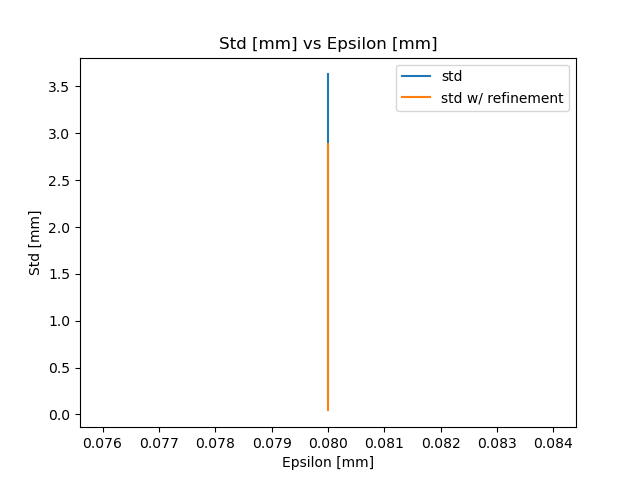 Std [mm] vs Epsilon [mm]
std
std w/ refinement
Std [mm]
3.5
3.0
2.5
2.0
1.5
1.0
0.5
0.0
0.076 0.077 0.078 0.079 0.080 0.081 0.082 0.083 0.084
Epsilon [mm]